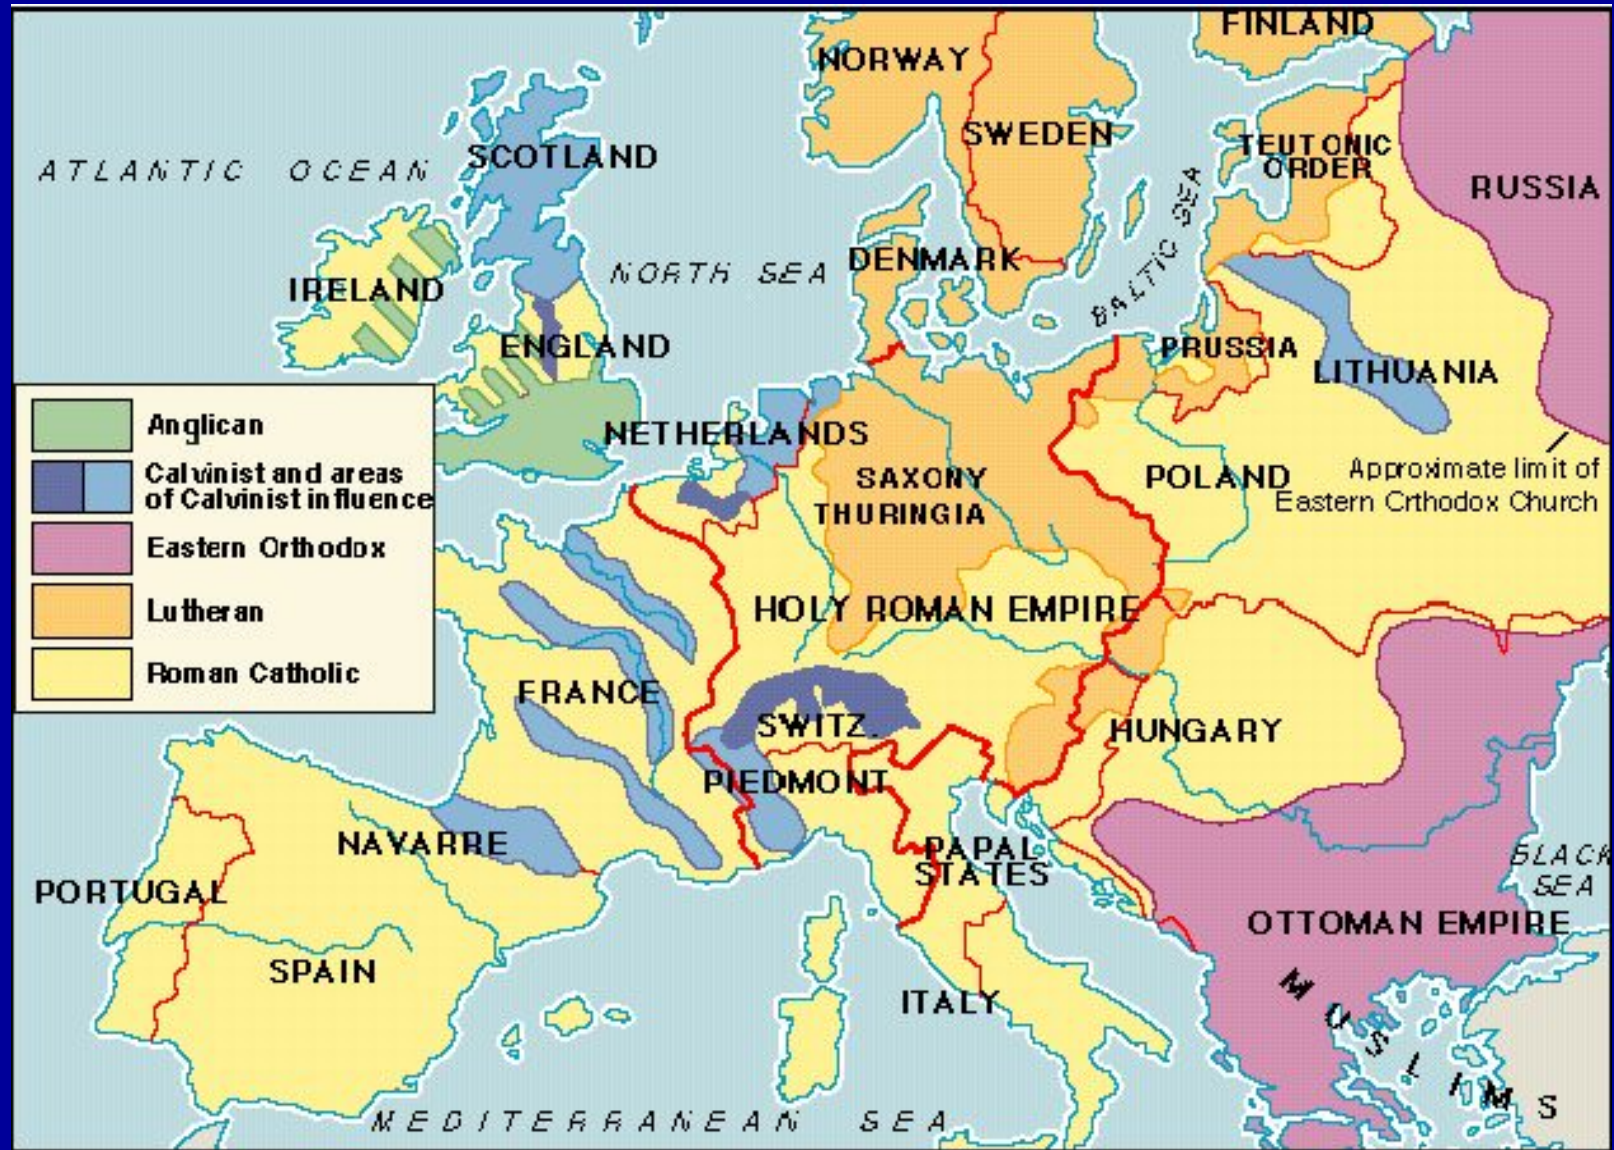 FINLAND
NORWAY
SWEDEN
TEUTONIC
ORDER
SCOTLAND
ATLANTIC OCEAN
RUSSIA
BALTIC SEA
NORTH SEA
DENMARK
IRELAND
ENGLAND
PRUSSIA
LITHUANIA
Anglican
Calvinist and areas
of Calvinist influence
Eastern Orthodox
Lutheran
Roman Catholic
NETHERLANDS
SAXONY
THURINGIA
POLAND
Approximate limit of
Eastern Orthodox Church
HOLY ROMAN EMPIRE
FRANCE
SWITZ.
HUNGARY
PIEDMONT
NAVARRE
PAPAL
STATES
BLACK
SEA
PORTUGAL
OTTOMAN EMPIRE
SPAIN
ITALY
MUSLIMS
MEDITERRANEAN SEA